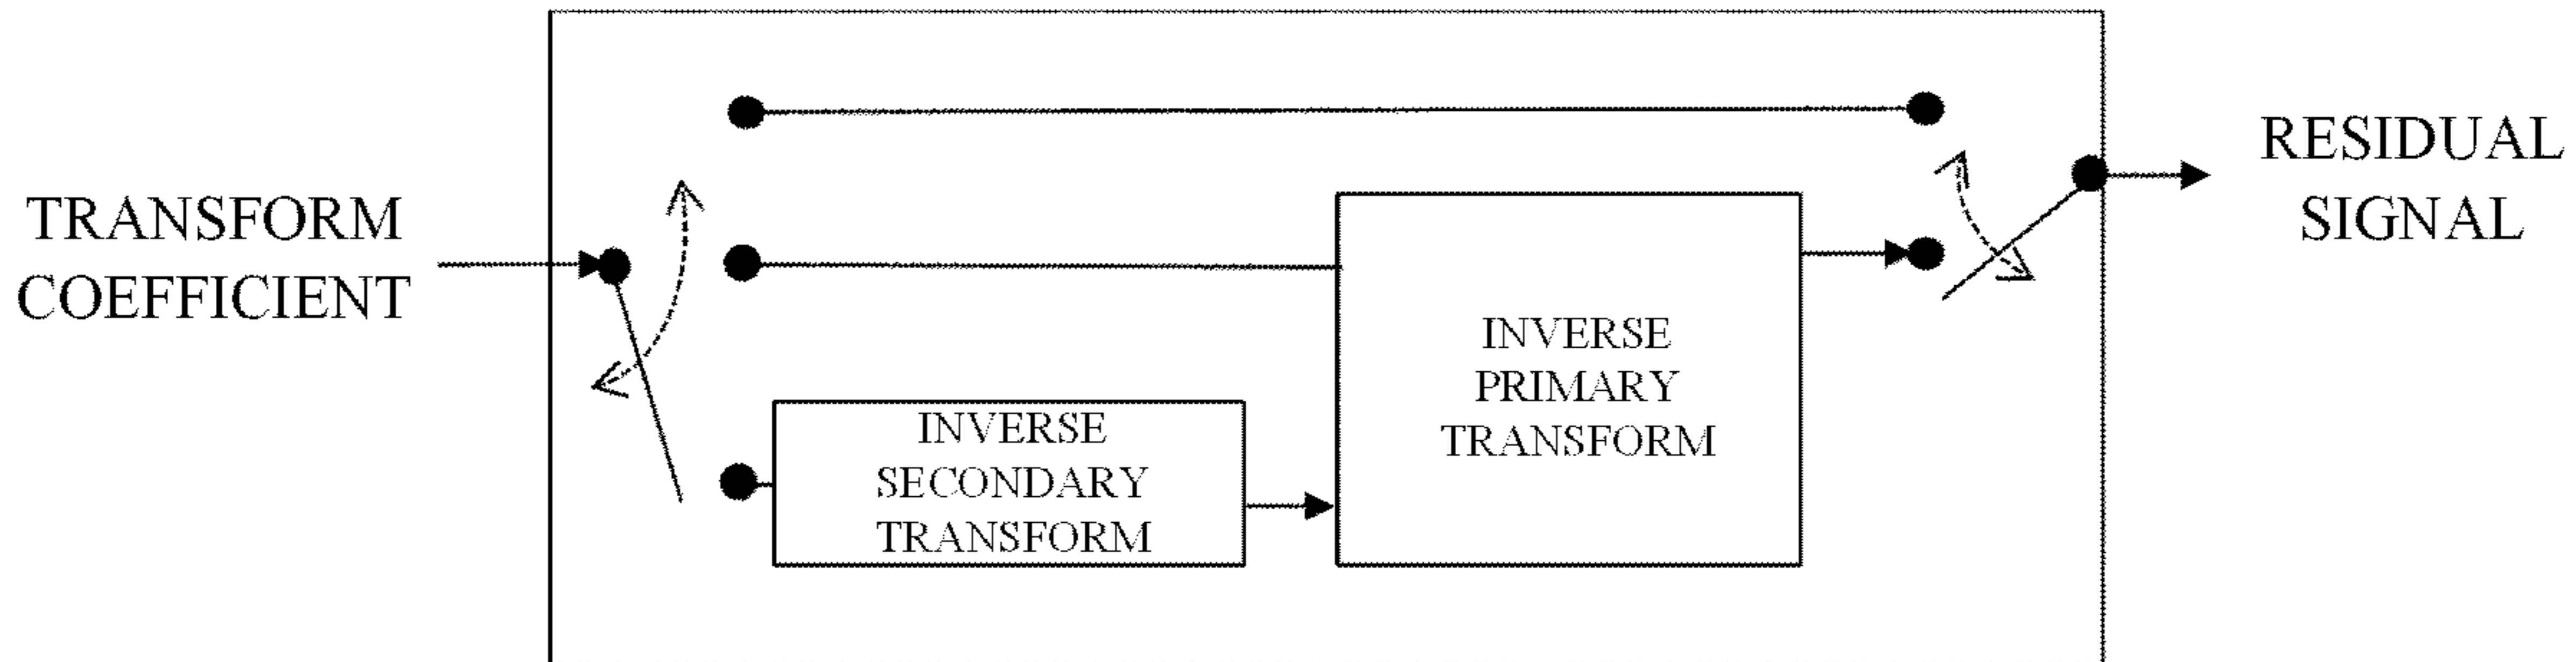 TRANSFORM
COEFFICIENT
INVERSE
SECONDARY
TRANSFORM
INVERSE
PRIMARY
TRANSFORM
RESIDUAL
SIGNAL